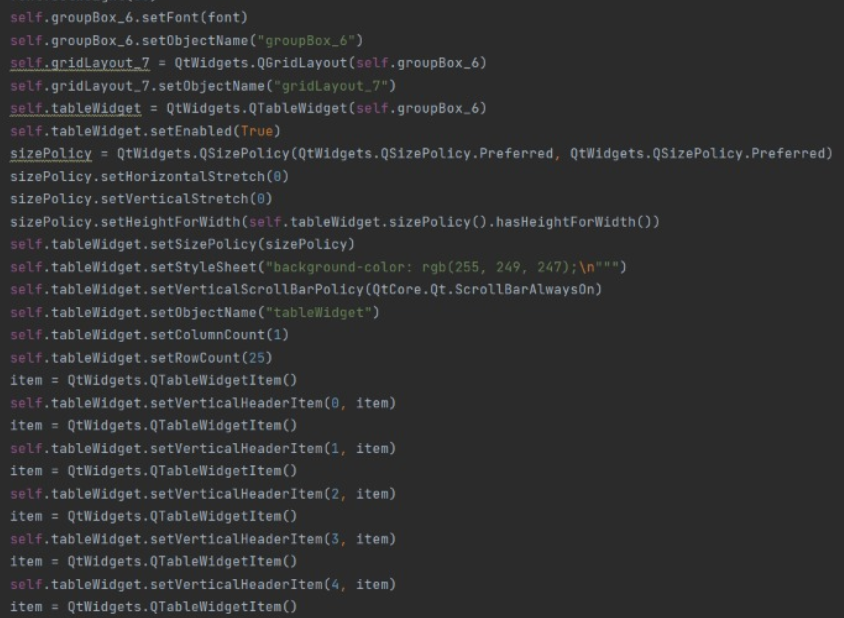 self.groupBox_6.setFont(font)
self.groupBox_6.setObjectName("groupBox_6")
self.gridLayout_7 = QtWidgets.QGridLayout(self.groupBox_6)
self.gridLayout_7.setObjectName("gridLayout_7")
self.tableWidget = QtWidgets.QTableWidget(self.groupBox_6)
self.tableWidget.setEnabled(True)
sizePolicy = QtWidgets.QSizePolicy(QtWidgets.QSizePolicy.Preferred, QtWidgets.QSizePolicy.Preferred)
sizePolicy.setHorizontalStretch(0)
sizePolicy.setVerticalStretch(0)
sizePolicy.setHeightForWidth(self.tableWidget.sizePolicy().hasHeightForWidth())
self.tableWidget.setSizePolicy(sizePolicy)
self.tableWidget.setStyleSheet("background-color: rgb(255, 249, 247);\n""")
self.tableWidget.setVerticalScrollBarPolicy(QtCore.Qt.ScrollBarAlwaysOn)
self.tableWidget.setObjectName("tableWidget")
self.tableWidget.setColumnCount(1)
self.tableWidget.setRowCount(25)
item = QtWidgets.QTableWidgetItem()
self.tableWidget.setVerticalHeaderItem(0, item)
item = QtWidgets.QTableWidgetItem()
self.tableWidget.setVerticalHeaderItem(1, item)
item = QtWidgets.QTableWidgetItem()
self.tableWidget.setVerticalHeaderItem(2, item)
item = QtWidgets.QTableWidgetItem()
self.tableWidget.setVerticalHeaderItem(3, item)
item = QtWidgets.QTableWidgetItem()
self.tableWidget.setVerticalHeaderItem(4, item)
item = QtWidgets.QTableWidgetItem()